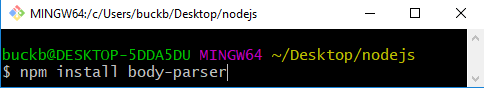 MINGW64:/c/Users/buckb/Desktop/nodejs
buckb@DESKTOP-5DDA5DU MINGW64 ~/Desktop/nodejs
$ npm install body-parser